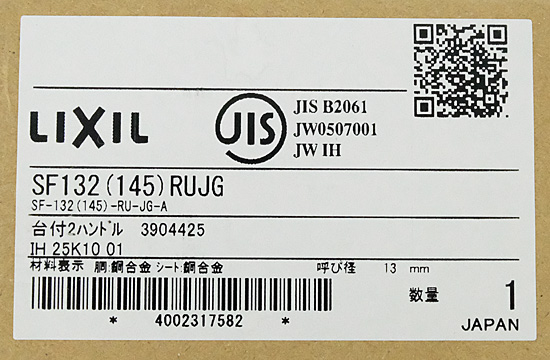 LIXIL
JIS
JIS B2061
JW0507001
JW IH
SF132(145)RUJG
SF-132(145)-RU-JG-A
台付2ハンドル 3904425
IH 25K10 01
材料表示 胴:銅合金 シート:銅合金 呼び径 13 mm
数量 1
* 4002317582 *
JAPAN